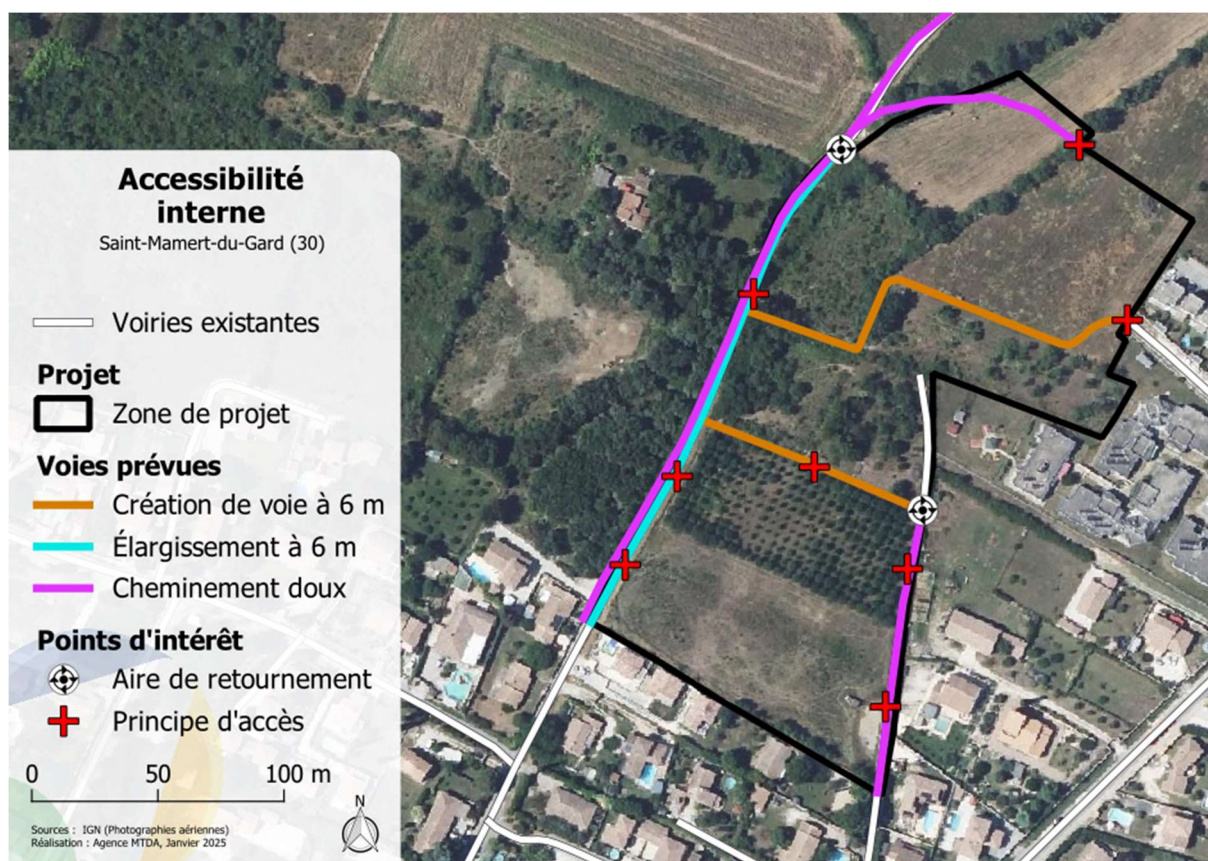 Accessibilité
interne
Saint-Mamert-du-Gard (30)
Voiries existantes
Projet
Zone de projet
Voies prévues
Création de voie à 6 m
Élargissement à 6 m
Cheminement doux
Points d'intérêt
Aire de retournement
Principe d'accès
0 50 100 m
N
Sources : IGN (Photographies aériennes)
Réalisation : Agence MTDA, Janvier 2025